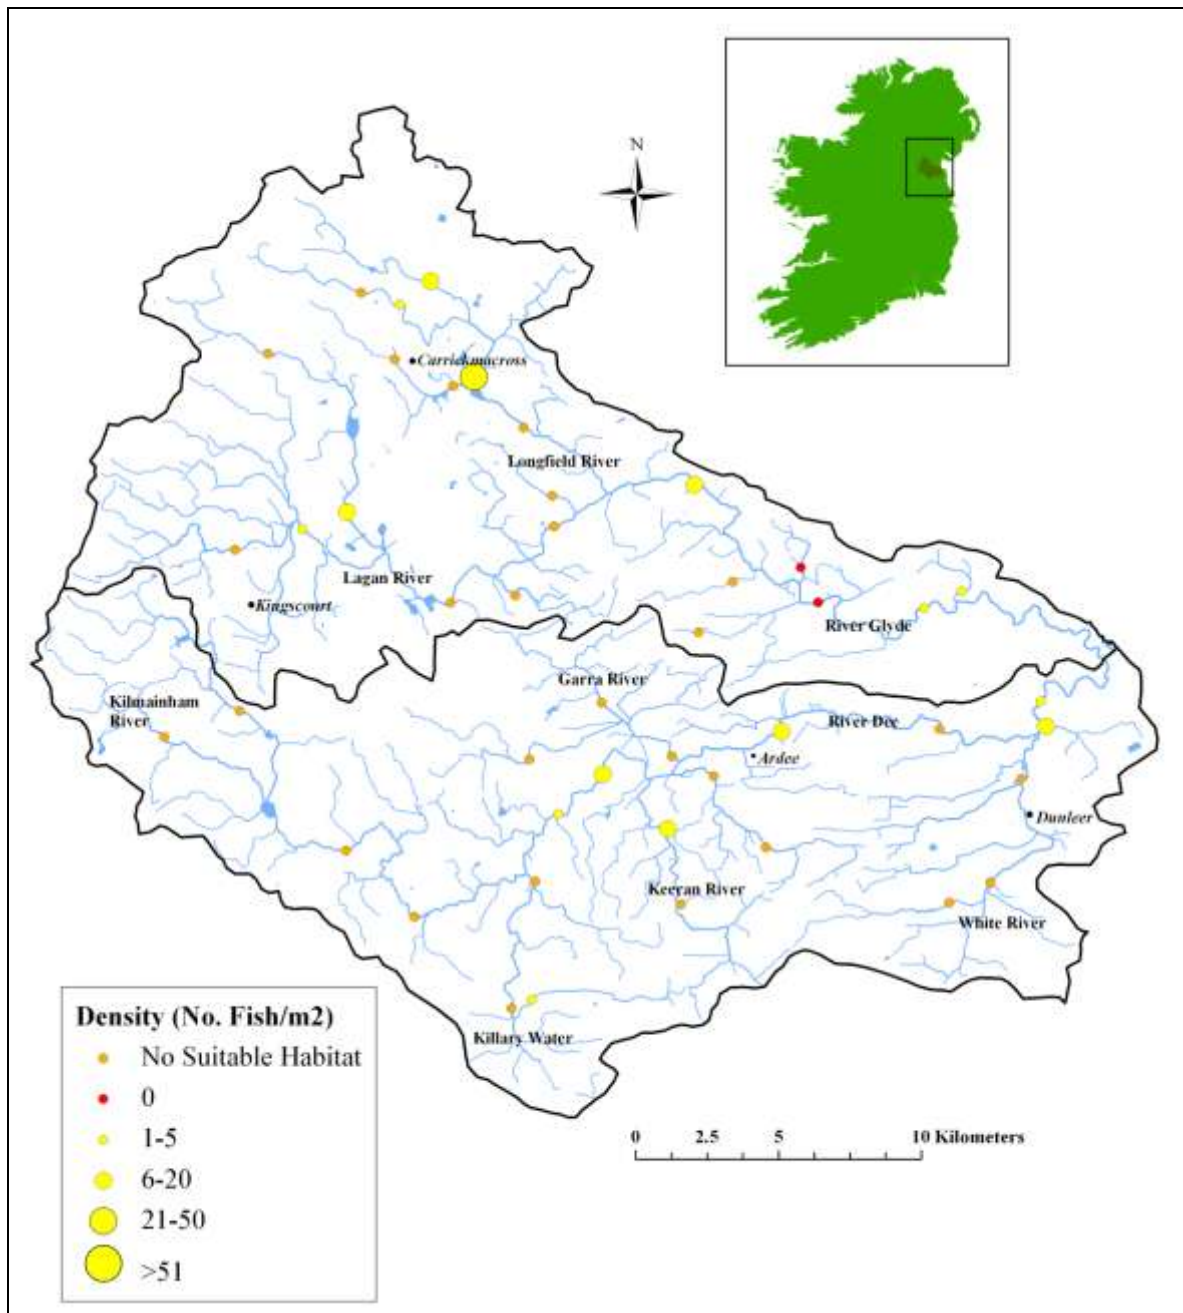 N
Carrickmacross
Longfield River
Lagan River
Kingscourt
River Glyde
Garra River
Kilmainham
River
River Dee
Ardee
Dunleer
Keeran River
White River
Killary Water
Density (No. Fish/m2)
No Suitable Habitat
0
1-5
6-20
21-50
>51
0 2.5 5 10 Kilometers